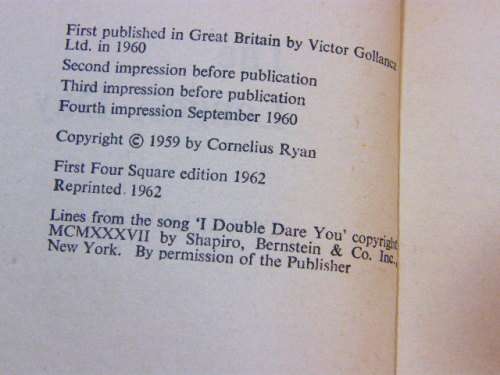 First published in Great Britain by Victor Gollancz
Ltd. in 1960
Second impression before publication
Third impression before publication
Fourth impression September 1960
Copyright © 1959 by Cornelius Ryan
First Four Square edition 1962
Reprinted 1962
Lines from the song ‘I Double Dare You’ copyright
MCMXXXVII by Shapiro, Bernstein & Co. Inc.,
New York. By permission of the Publisher